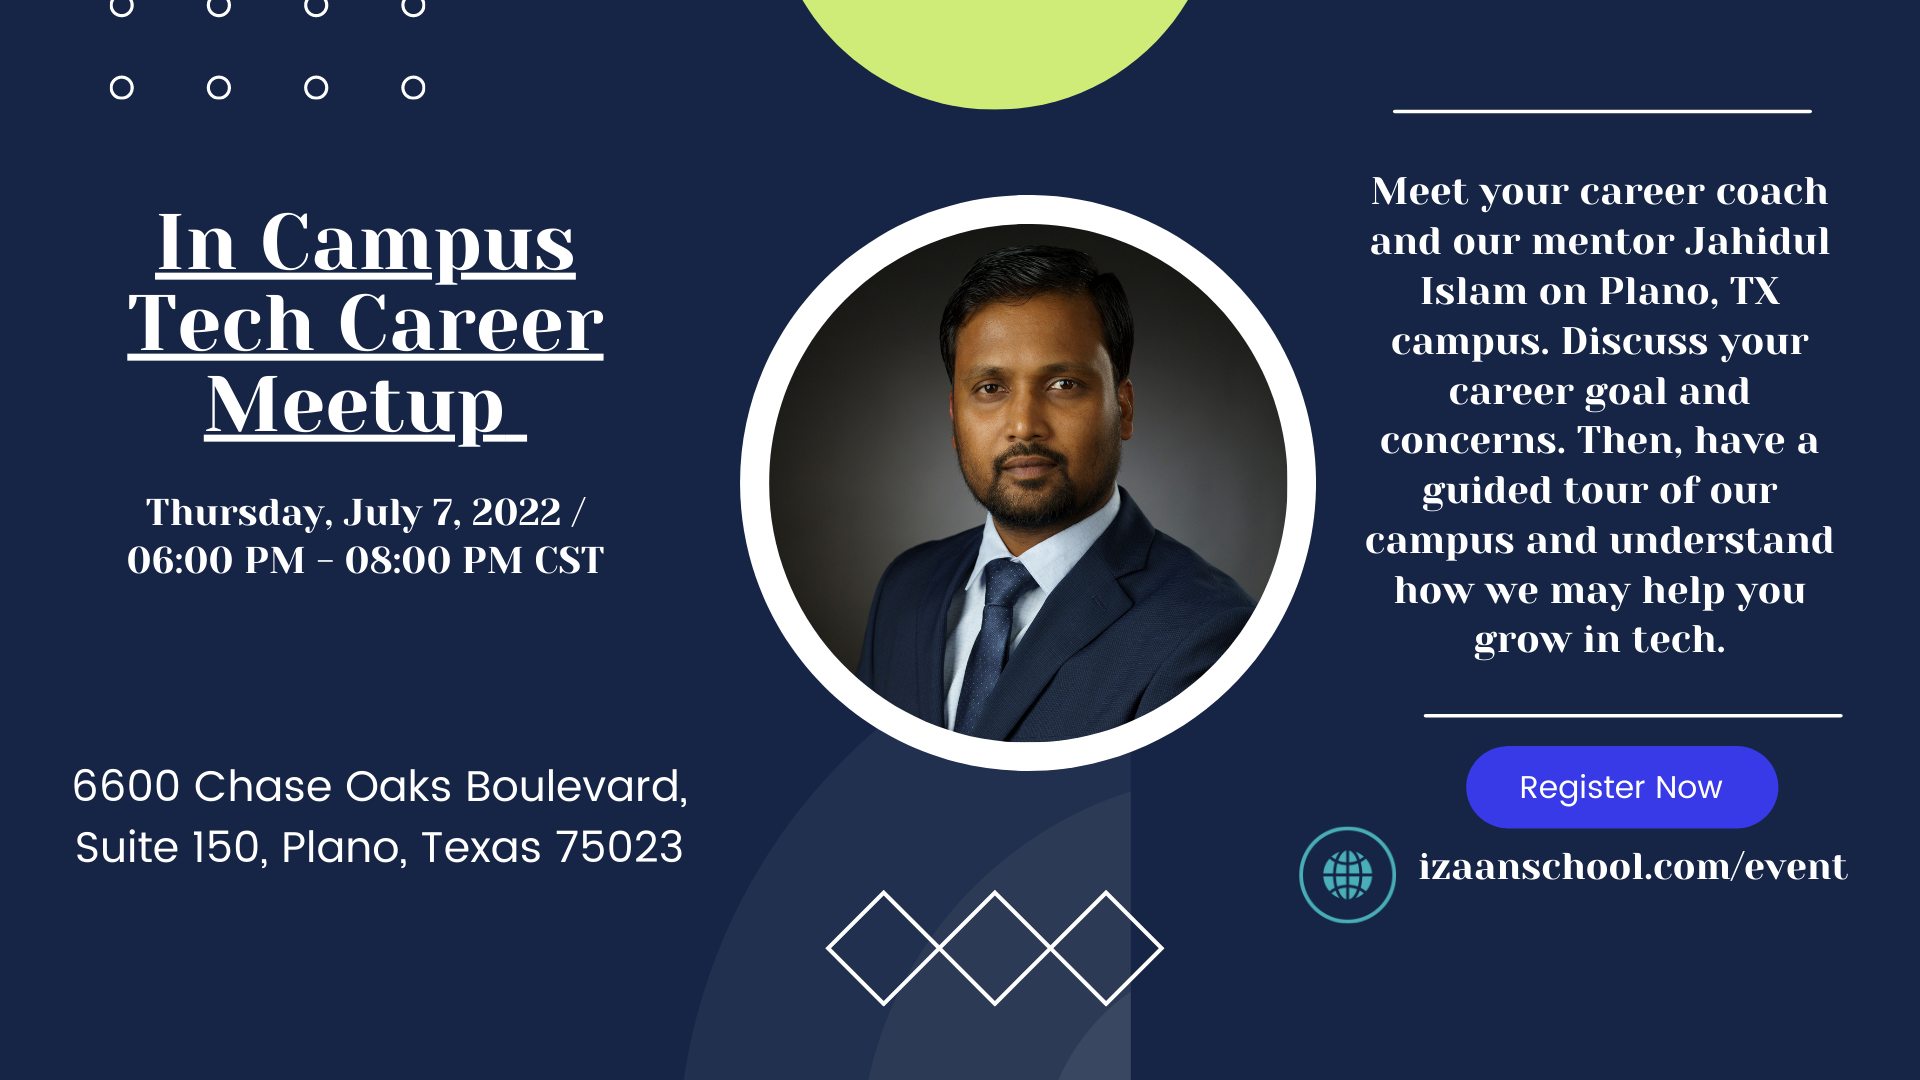 In Campus
Tech Career
Meetup
Thursday, July 7, 2022 /
06:00 PM - 08:00 PM CST
6600 Chase Oaks Boulevard,
Suite 150, Plano, Texas 75023
Meet your career coach
and our mentor Jahidul
Islam on Plano, TX
campus. Discuss your
career goal and
concerns. Then, have a
guided tour of our
campus and understand
how we may help you
grow in tech.
Register Now
izaanschool.com/event